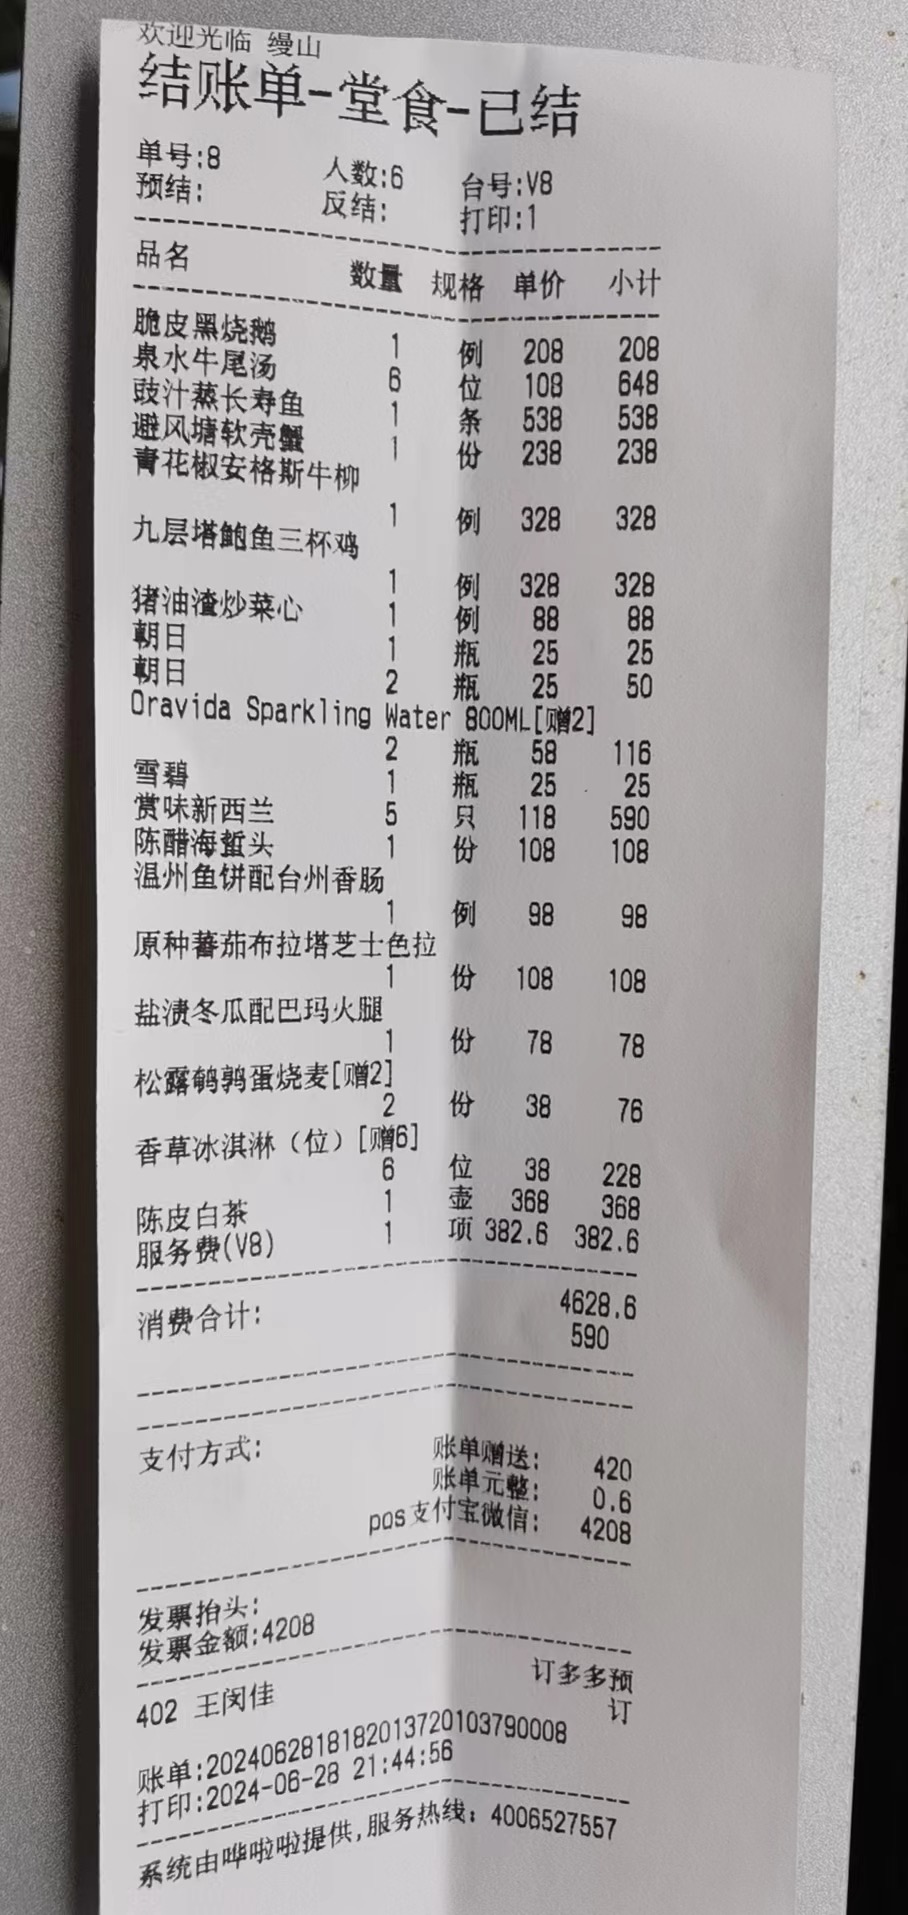 欢迎光临 缦山
结账单-堂食-已结
单号:8 人数:6 台号:V8
预结: 反结: 打印:1
品名 数量 规格 单价 小计
脆皮黑烧鹅 1 例 208 208
泉水牛尾汤 6 位 108 648
豉汁蒸长寿鱼 1 条 538 538
避风塘软壳蟹 1 份 238 238
青花椒安格斯牛柳
1 例 328 328
九层塔鲍鱼三杯鸡
1 例 328 328
猪油渣炒菜心 1 例 88 88
朝日 1 瓶 25 25
朝日 2 瓶 25 50
Oravida Sparkling Water 800ML[赠2]
2 瓶 58 116
雪碧 1 瓶 25 25
赏味新西兰 5 只 118 590
陈醋海蜇头 1 份 108 108
温州鱼饼配台州香肠
1 例 98 98
原种蕃茄布拉塔芝士色拉
1 份 108 108
盐渍冬瓜配巴玛火腿
1 份 78 78
松露鹌鹑蛋烧麦[赠2]
2 份 38 76
香草冰淇淋（位）[赠6]
6 位 38 228
陈皮白茶 1 壶 368 368
服务费(V8) 1 项 382.6 382.6
消费合计: 4628.6
590
支付方式: 账单赠送: 420
账单元整: 0.6
pos支付宝微信: 4208
发票抬头:
发票金额:4208
402 王闵佳 订多多预
订
账单:2024062818182013720103790008
打印:2024-06-28 21:44:56
系统由哗啦啦提供,服务热线: 4006527557